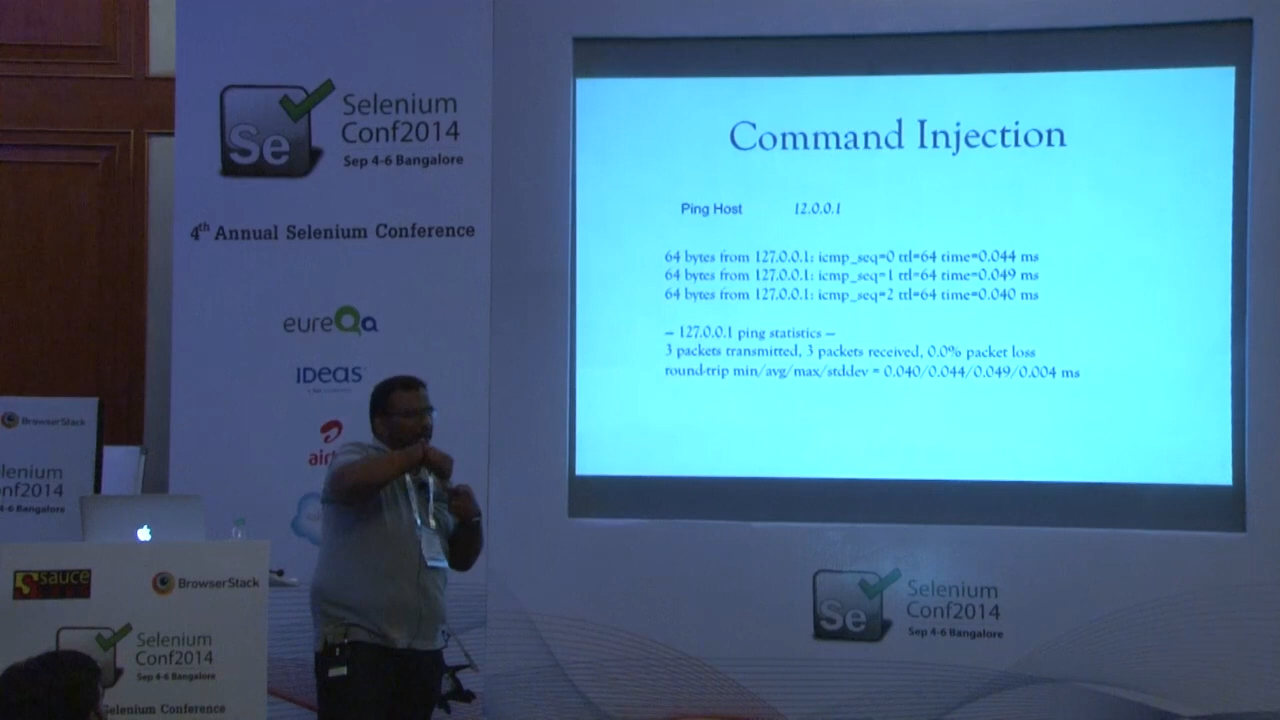 Se
Selenium
Conf2014
Sep 4-6 Bangalore
4th Annual Selenium Conference
eureQa
IDeaS
Command Injection
Ping Host 12.0.0.1
64 bytes from 127.0.0.1: icmp_seq=0 ttl=64 time=0.044 ms
64 bytes from 127.0.0.1: icmp_seq=1 ttl=64 time=0.049 ms
64 bytes from 127.0.0.1: icmp_seq=2 ttl=64 time=0.040 ms
— 127.0.0.1 ping statistics —
3 packets transmitted, 3 packets received, 0.0% packet loss
round-trip min/avg/max/stddev = 0.040/0.044/0.049/0.004 ms
BrowserStack
lenium
nf2014
4-6 Bangalore
sauce
BrowserStack
Selenium
Conf2014
Sep 4-6 Bangalore
Selenium Conference
Se
Selenium
Conf2014
Sep 4-6 Bangalore